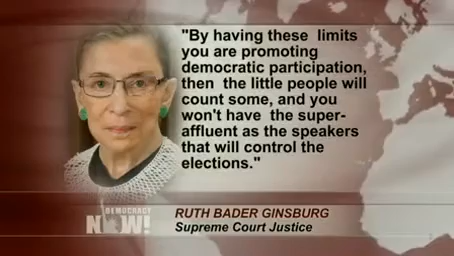 "By having these limits
you are promoting
democratic participation,
then the little people will
count some, and you
won't have the super-
affluent as the speakers
that will control the
elections."
DEMOCRACY
NOW!
RUTH BADER GINSBURG
Supreme Court Justice